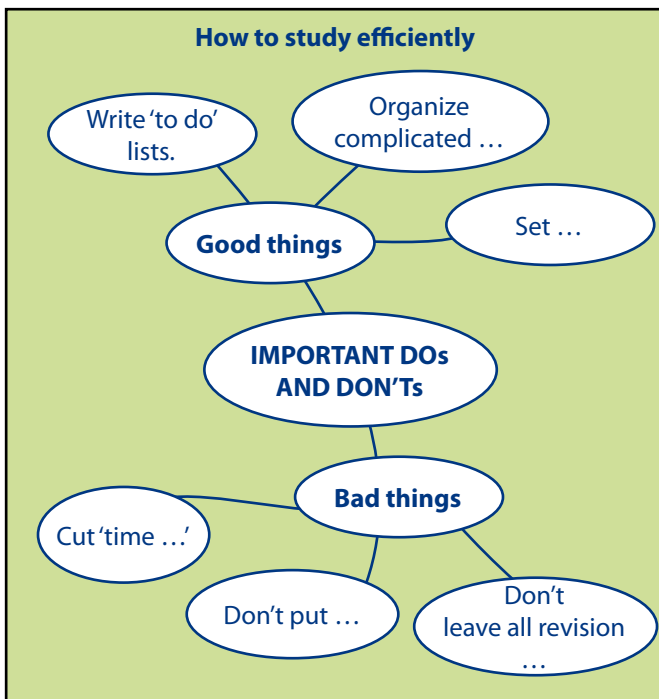 How to study efficiently
Write ‘to do’
lists.
Organize
complicated …
Set …
Good things
IMPORTANT DOs
AND DON’Ts
Bad things
Cut ‘time …’
Don’t put …
Don’t
leave all revision
…